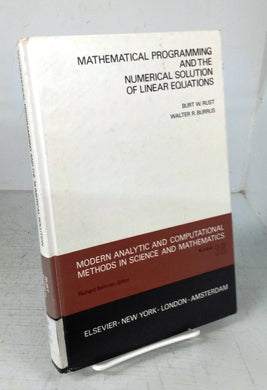 MATHEMATICAL PROGRAMMING
AND THE
NUMERICAL SOLUTION
OF LINEAR EQUATIONS
BURT W. RUST
WALTER R. BURRUS
MODERN ANALYTIC AND COMPUTATIONAL
METHODS IN SCIENCE AND MATHEMATICS
Richard Bellman, Editor
ELSEVIER·NEW YORK·LONDON·AMSTERDAM